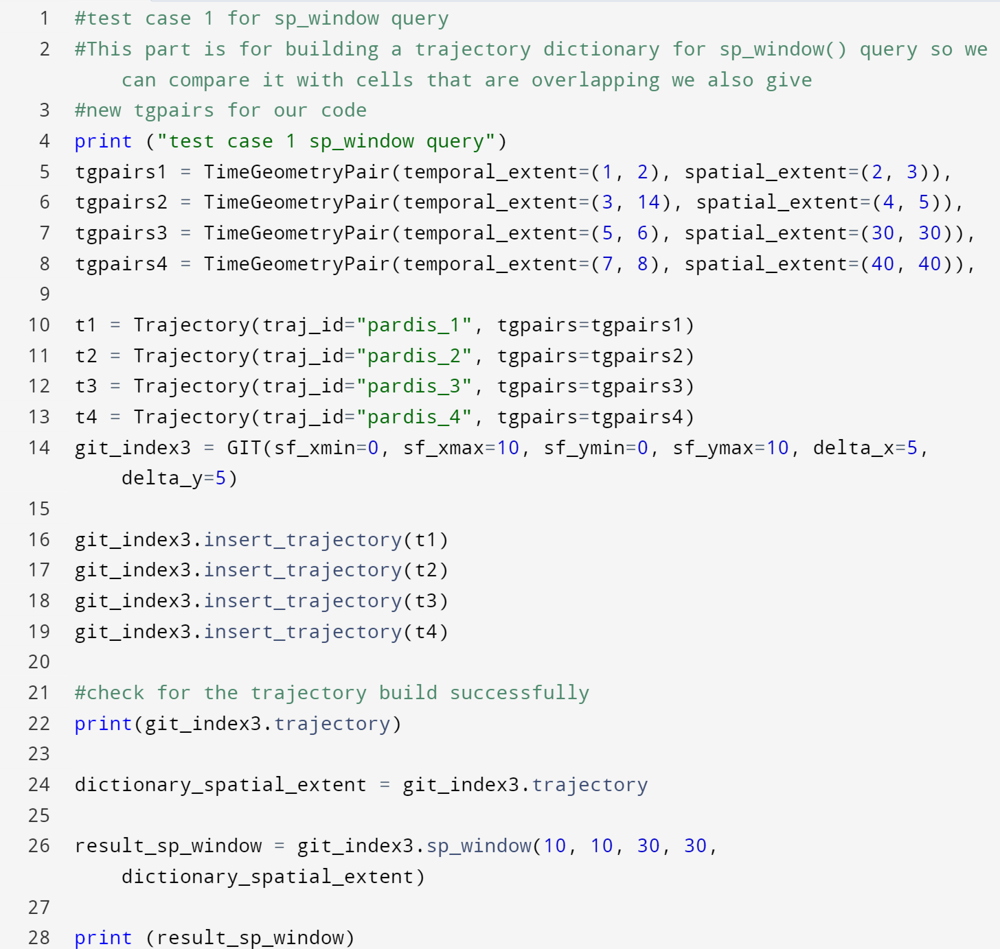 1 #test case 1 for sp_window query
2 #This part is for building a trajectory dictionary for sp_window() query so we
can compare it with cells that are overlapping we also give
3 #new tgpairs for our code
4 print ("test case 1 sp_window query")
5 tgpairs1 = TimeGeometryPair(temporal_extent=(1, 2), spatial_extent=(2, 3)),
6 tgpairs2 = TimeGeometryPair(temporal_extent=(3, 14), spatial_extent=(4, 5)),
7 tgpairs3 = TimeGeometryPair(temporal_extent=(5, 6), spatial_extent=(30, 30)),
8 tgpairs4 = TimeGeometryPair(temporal_extent=(7, 8), spatial_extent=(40, 40)),
9
10 t1 = Trajectory(traj_id="pardis_1", tgpairs=tgpairs1)
11 t2 = Trajectory(traj_id="pardis_2", tgpairs=tgpairs2)
12 t3 = Trajectory(traj_id="pardis_3", tgpairs=tgpairs3)
13 t4 = Trajectory(traj_id="pardis_4", tgpairs=tgpairs4)
14 git_index3 = GIT(sf_xmin=0, sf_xmax=10, sf_ymin=0, sf_ymax=10, delta_x=5,
delta_y=5)
15
16 git_index3.insert_trajectory(t1)
17 git_index3.insert_trajectory(t2)
18 git_index3.insert_trajectory(t3)
19 git_index3.insert_trajectory(t4)
20
21 #check for the trajectory build successfully
22 print(git_index3.trajectory)
23
24 dictionary_spatial_extent = git_index3.trajectory
25
26 result_sp_window = git_index3.sp_window(10, 10, 30, 30,
dictionary_spatial_extent)
27
28 print (result_sp_window)